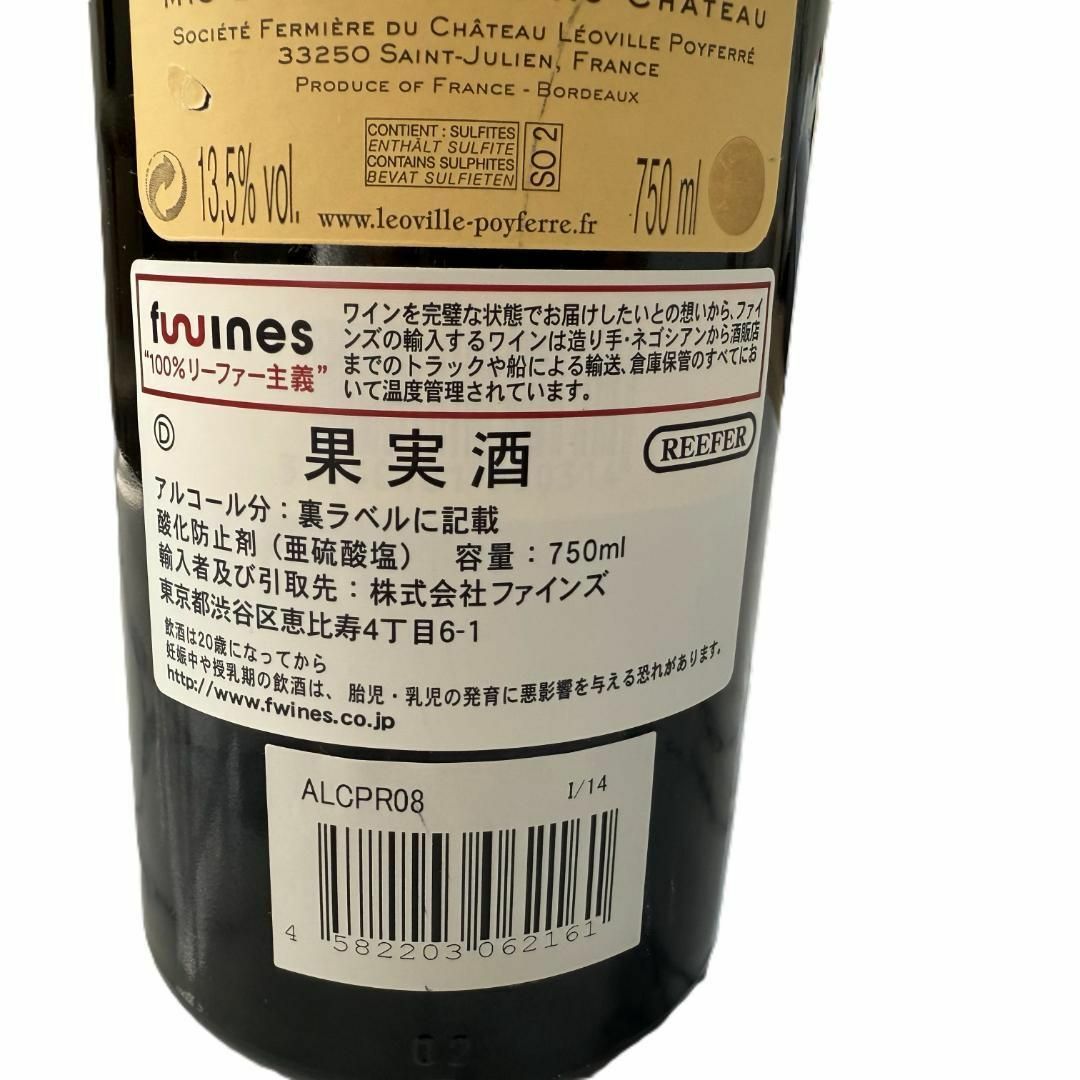 CHÂTEAU
SOCIÉTÉ FERMIÈRE DU CHÂTEAU LÉOVILLE POYFERRÉ
33250 SAINT-JULIEN, FRANCE
PRODUCE OF FRANCE - BORDEAUX
CONTIENT : SULFITES
ENTHÄLT SULFITE
CONTAINS SULPHITES
BEVAT SULFIETEN
SO2
13,5% vol.
www.leoville-poyferre.fr
750 ml
fwines
“100%リーファー主義”
ワインを完璧な状態でお届けしたいとの想いから、ファイ
ンズの輸入するワインは造り手・ネゴシアンから酒販店
までのトラックや船による輸送、倉庫保管のすべてにお
いて温度管理されています。
Ⓓ
果実酒
REEFER
アルコール分：裏ラベルに記載
酸化防止剤（亜硫酸塩） 容量：750ml
輸入者及び引取先：株式会社ファインズ
東京都渋谷区恵比寿4丁目6-1
飲酒は20歳になってから
妊娠中や授乳期の飲酒は、胎児・乳児の発育に悪影響を与える恐れがあります。
http://www.fwines.co.jp
ALCPR08
1/14
4 582203 062161